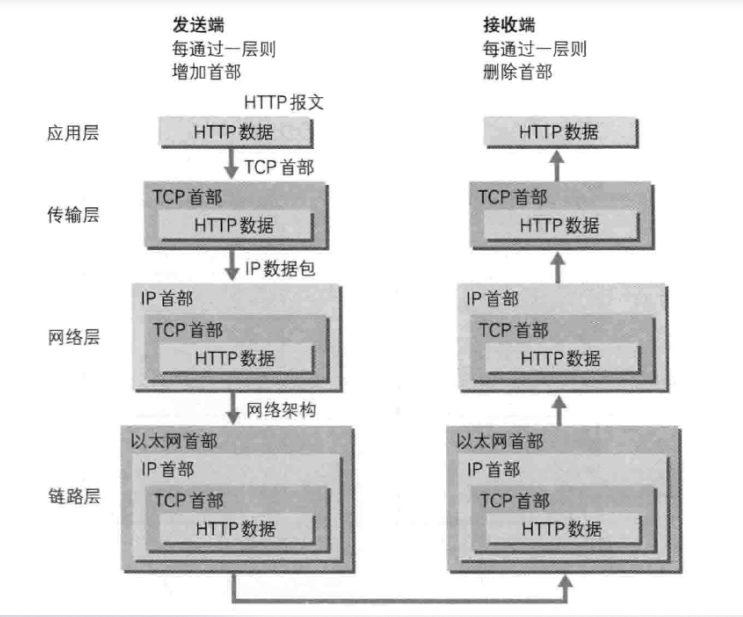 发送端
每通过一层则
增加首部
接收端
每通过一层则
删除首部
HTTP 报文
应用层
HTTP 数据
HTTP 数据
TCP 首部
传输层
TCP 首部
HTTP 数据
TCP 首部
HTTP 数据
IP 数据包
网络层
IP 首部
TCP 首部
HTTP 数据
IP 首部
TCP 首部
HTTP 数据
网络架构
链路层
以太网首部
IP 首部
TCP 首部
HTTP 数据
以太网首部
IP 首部
TCP 首部
HTTP 数据